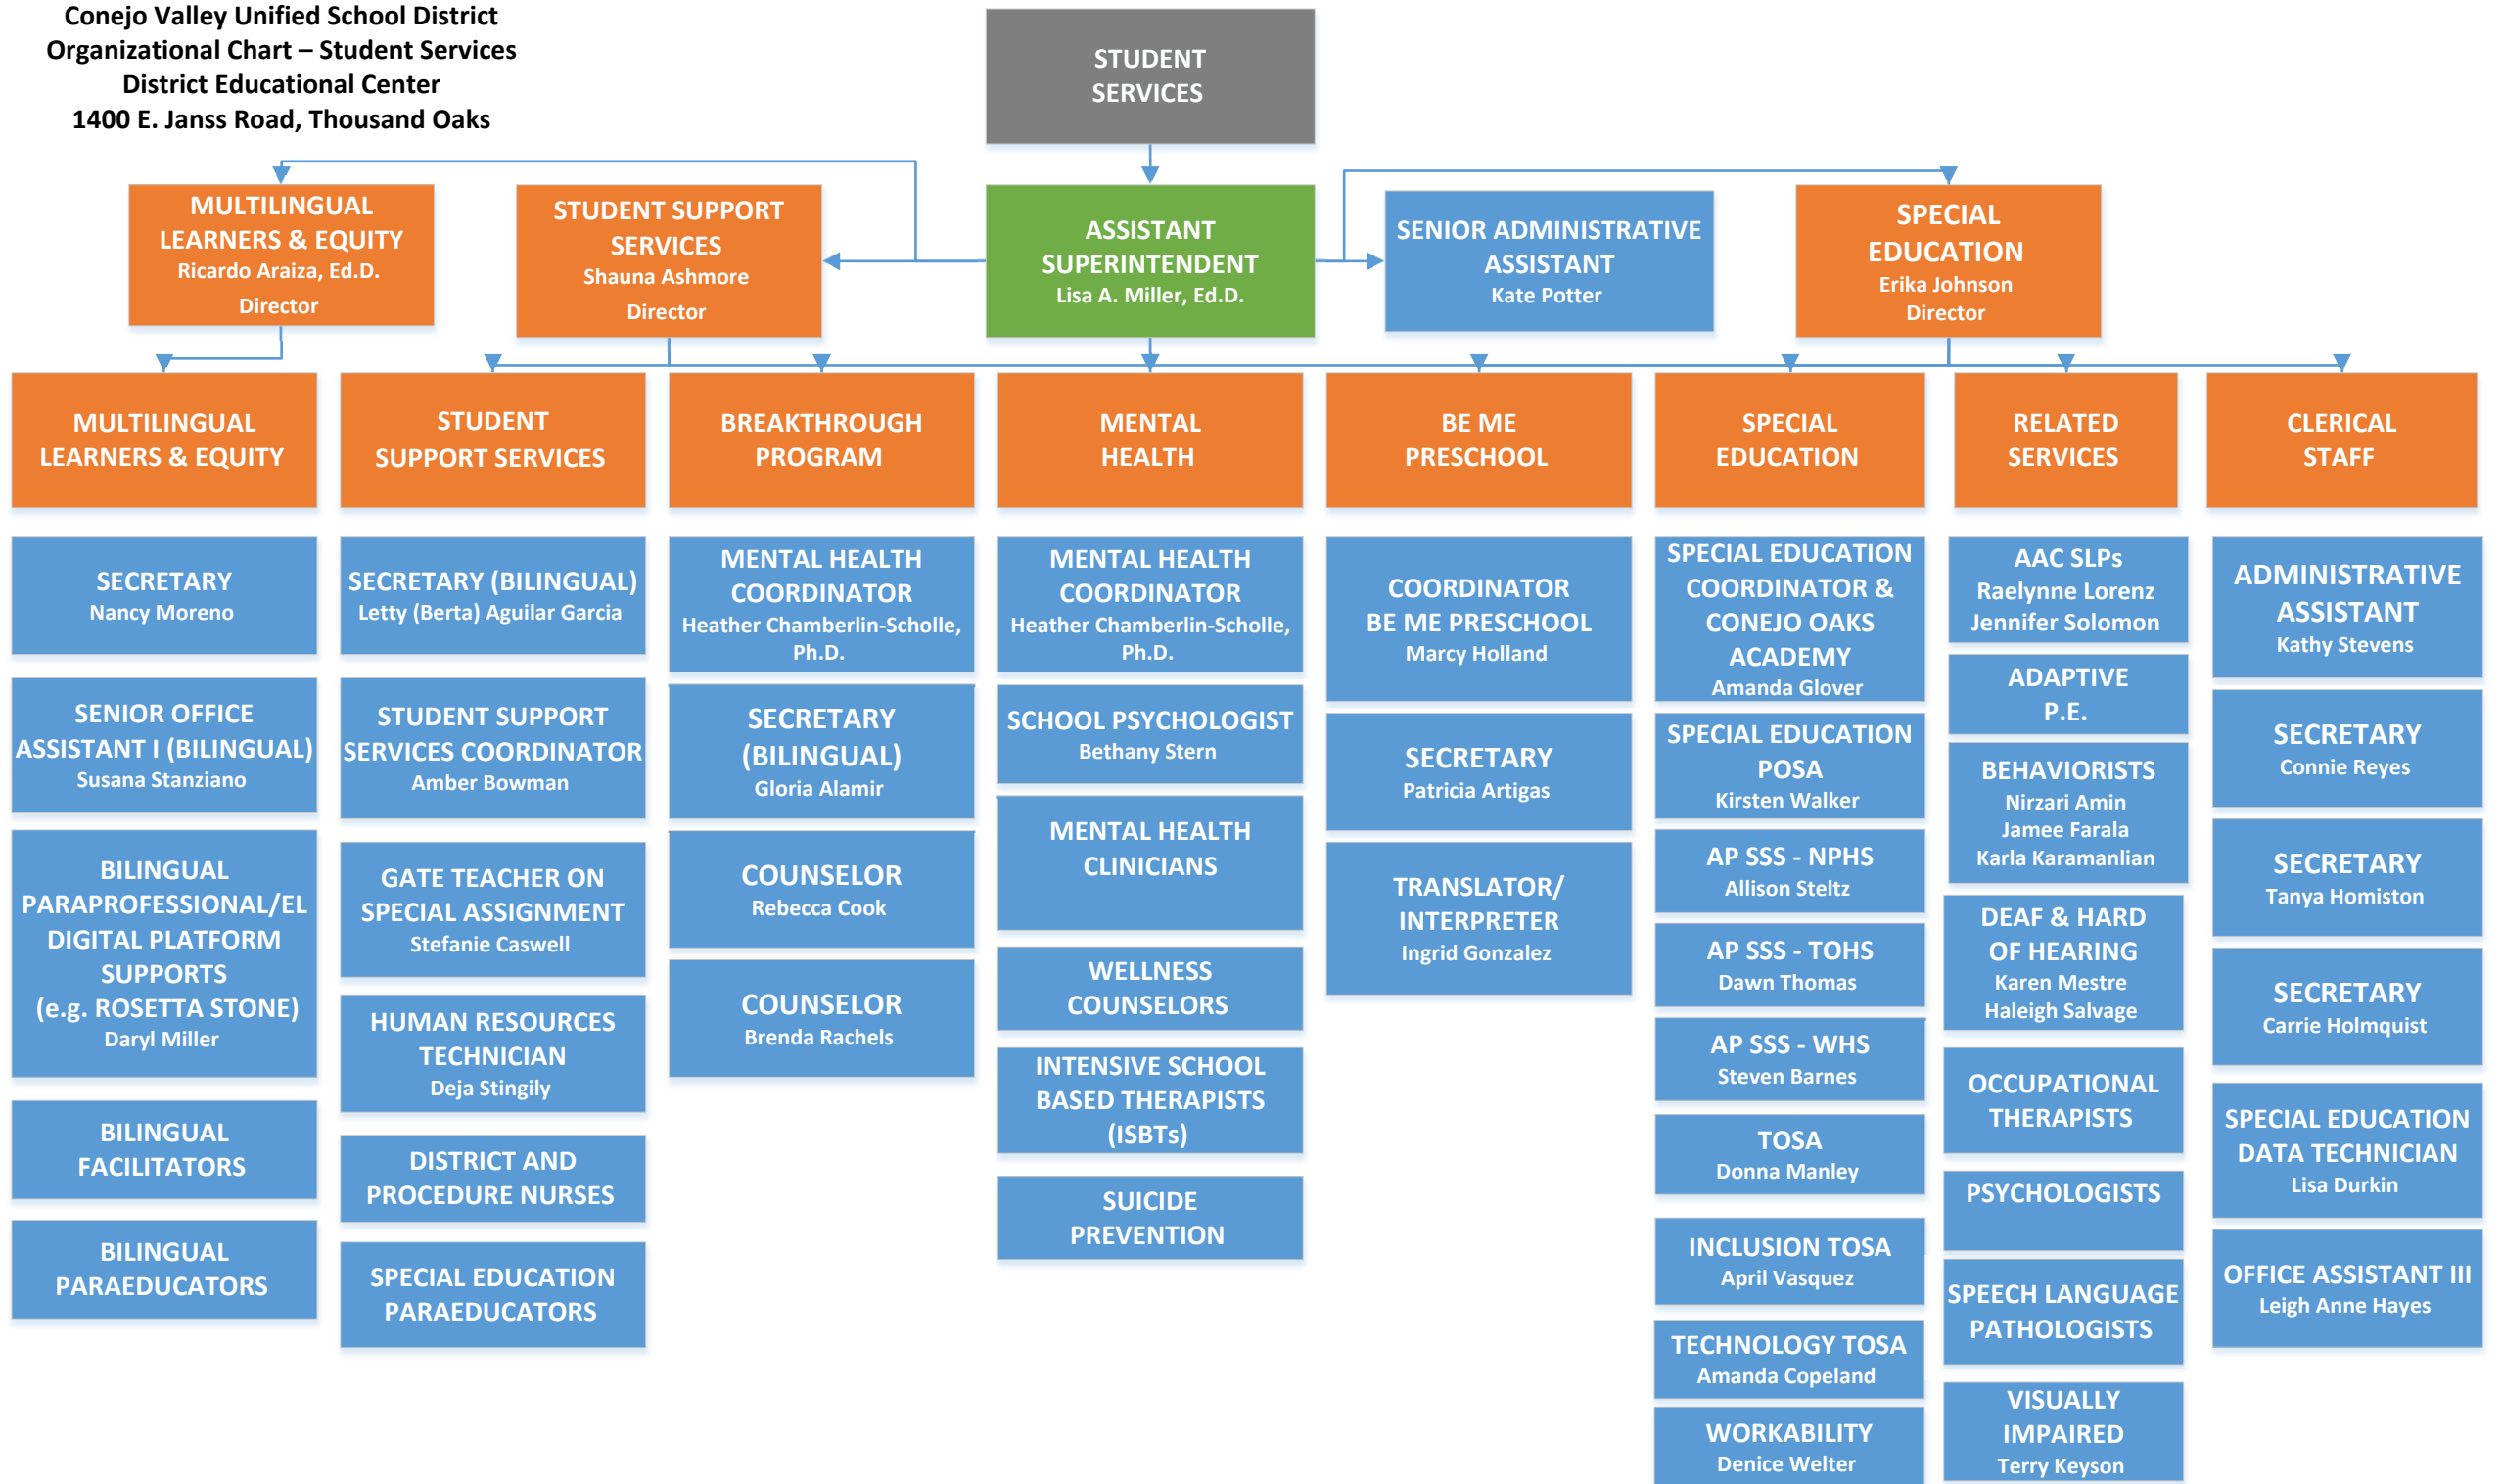 Conejo Valley Unified School District
Organizational Chart – Student Services
District Educational Center
1400 E. Janss Road, Thousand Oaks
STUDENT
SERVICES
MULTILINGUAL
LEARNERS & EQUITY
Ricardo Araiza, Ed.D.
Director
STUDENT SUPPORT
SERVICES
Shauna Ashmore
Director
ASSISTANT
SUPERINTENDENT
Lisa A. Miller, Ed.D.
SENIOR ADMINISTRATIVE
ASSISTANT
Kate Potter
SPECIAL
EDUCATION
Erika Johnson
Director
MULTILINGUAL
LEARNERS & EQUITY
SECRETARY
Nancy Moreno
SENIOR OFFICE
ASSISTANT I (BILINGUAL)
Susana Stanziano
BILINGUAL
PARAPROFESSIONAL/EL
DIGITAL PLATFORM
SUPPORTS
(e.g. ROSETTA STONE)
Daryl Miller
BILINGUAL
FACILITATORS
BILINGUAL
PARAEDUCATORS
STUDENT
SUPPORT SERVICES
SECRETARY (BILINGUAL)
Letty (Berta) Aguilar Garcia
STUDENT SUPPORT
SERVICES COORDINATOR
Amber Bowman
GATE TEACHER ON
SPECIAL ASSIGNMENT
Stefanie Caswell
HUMAN RESOURCES
TECHNICIAN
Deja Stingily
DISTRICT AND
PROCEDURE NURSES
SPECIAL EDUCATION
PARAEDUCATORS
BREAKTHROUGH
PROGRAM
MENTAL HEALTH
COORDINATOR
Heather Chamberlin-Scholle,
Ph.D.
SECRETARY
(BILINGUAL)
Gloria Alamir
COUNSELOR
Rebecca Cook
COUNSELOR
Brenda Rachels
MENTAL
HEALTH
MENTAL HEALTH
COORDINATOR
Heather Chamberlin-Scholle,
Ph.D.
SCHOOL PSYCHOLOGIST
Bethany Stern
MENTAL HEALTH
CLINICIANS
WELLNESS
COUNSELORS
INTENSIVE SCHOOL
BASED THERAPISTS
(ISBTs)
SUICIDE
PREVENTION
BE ME
PRESCHOOL
COORDINATOR
BE ME PRESCHOOL
Marcy Holland
SECRETARY
Patricia Artigas
TRANSLATOR/
INTERPRETER
Ingrid Gonzalez
SPECIAL
EDUCATION
SPECIAL EDUCATION
COORDINATOR &
CONEJO OAKS
ACADEMY
Amanda Glover
SPECIAL EDUCATION
POSA
Kirsten Walker
AP SSS - NPHS
Allison Steltz
AP SSS - TOHS
Dawn Thomas
AP SSS - WHS
Steven Barnes
TOSA
Donna Manley
INCLUSION TOSA
April Vasquez
TECHNOLOGY TOSA
Amanda Copeland
WORKABILITY
Denice Welter
RELATED
SERVICES
AAC SLPs
Raelynne Lorenz
Jennifer Solomon
ADAPTIVE
P.E.
BEHAVIORISTS
Nirzari Amin
Jamee Farala
Karla Karamanlian
DEAF & HARD
OF HEARING
Karen Mestre
Haleigh Salvage
OCCUPATIONAL
THERAPISTS
PSYCHOLOGISTS
SPEECH LANGUAGE
PATHOLOGISTS
VISUALLY
IMPAIRED
Terry Keyson
CLERICAL
STAFF
ADMINISTRATIVE
ASSISTANT
Kathy Stevens
SECRETARY
Connie Reyes
SECRETARY
Tanya Homiston
SECRETARY
Carrie Holmquist
SPECIAL EDUCATION
DATA TECHNICIAN
Lisa Durkin
OFFICE ASSISTANT III
Leigh Anne Hayes